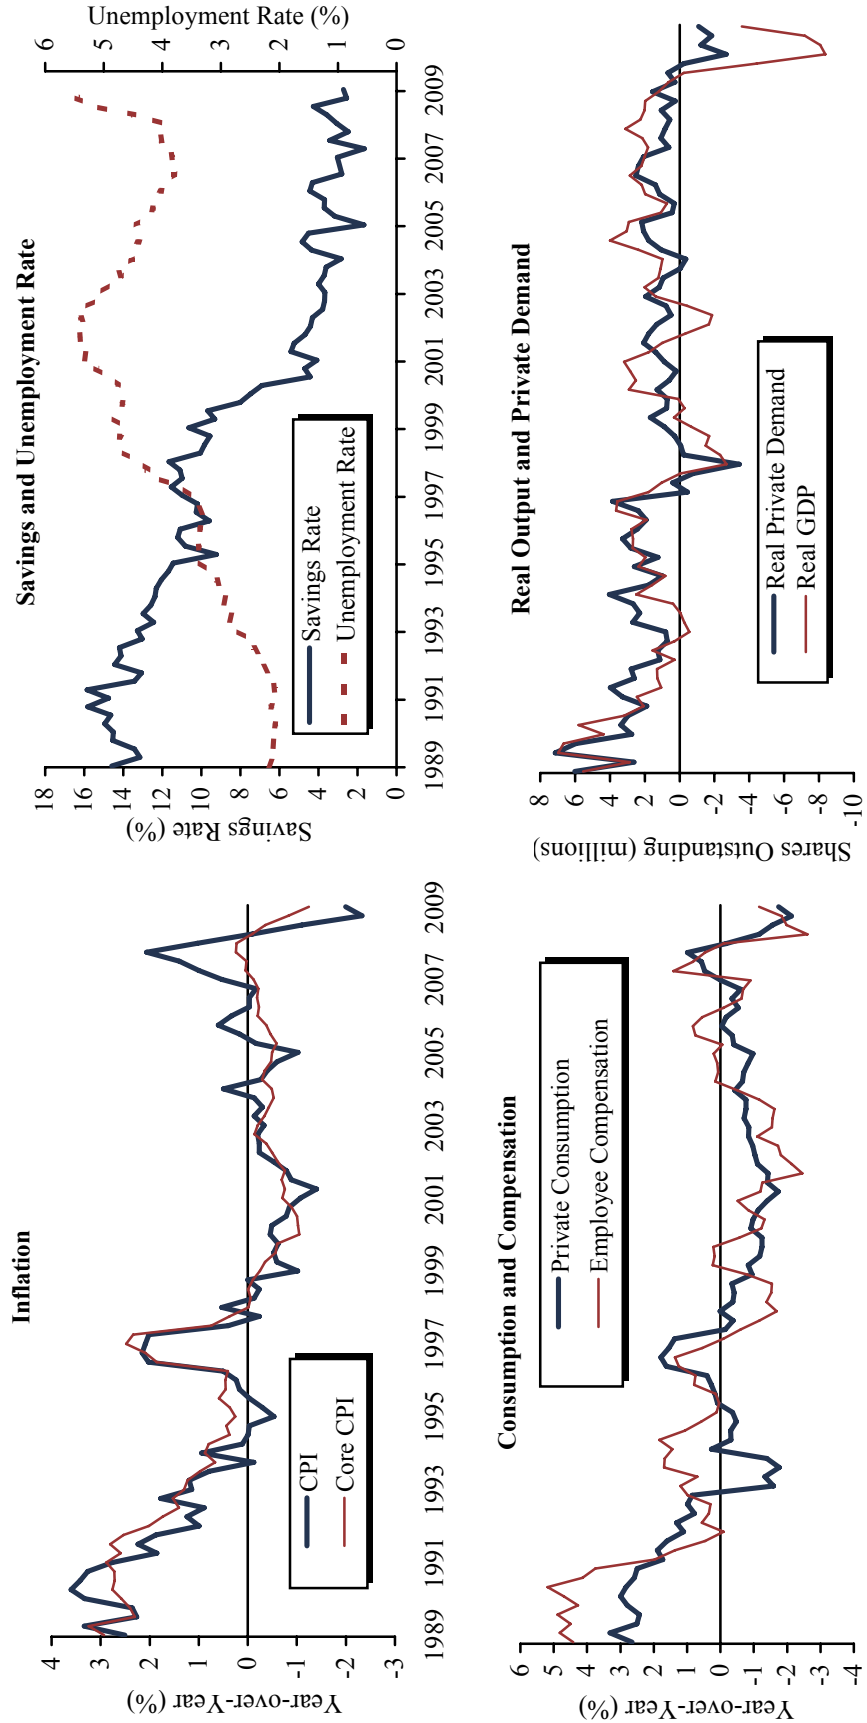 Inflation
4
3
2
1
0
-1
-2
-3
Year-over-Year (%)
CPI
Core CPI
1989 1991 1993 1995 1997 1999 2001 2003 2005 2007 2009
Savings and Unemployment Rate
18
16
14
12
10
8
6
4
2
0
Savings Rate (%)
Savings Rate
Unemployment Rate
6
5
4
3
2
1
0
Unemployment Rate (%)
1989 1991 1993 1995 1997 1999 2001 2003 2005 2007 2009
Consumption and Compensation
6
5
4
3
2
1
0
-1
-2
-3
-4
Year-over-Year (%)
Private Consumption
Employee Compensation
Real Output and Private Demand
8
6
4
2
0
-2
-4
-6
-8
-10
Shares Outstanding (millions)
Real Private Demand
Real GDP